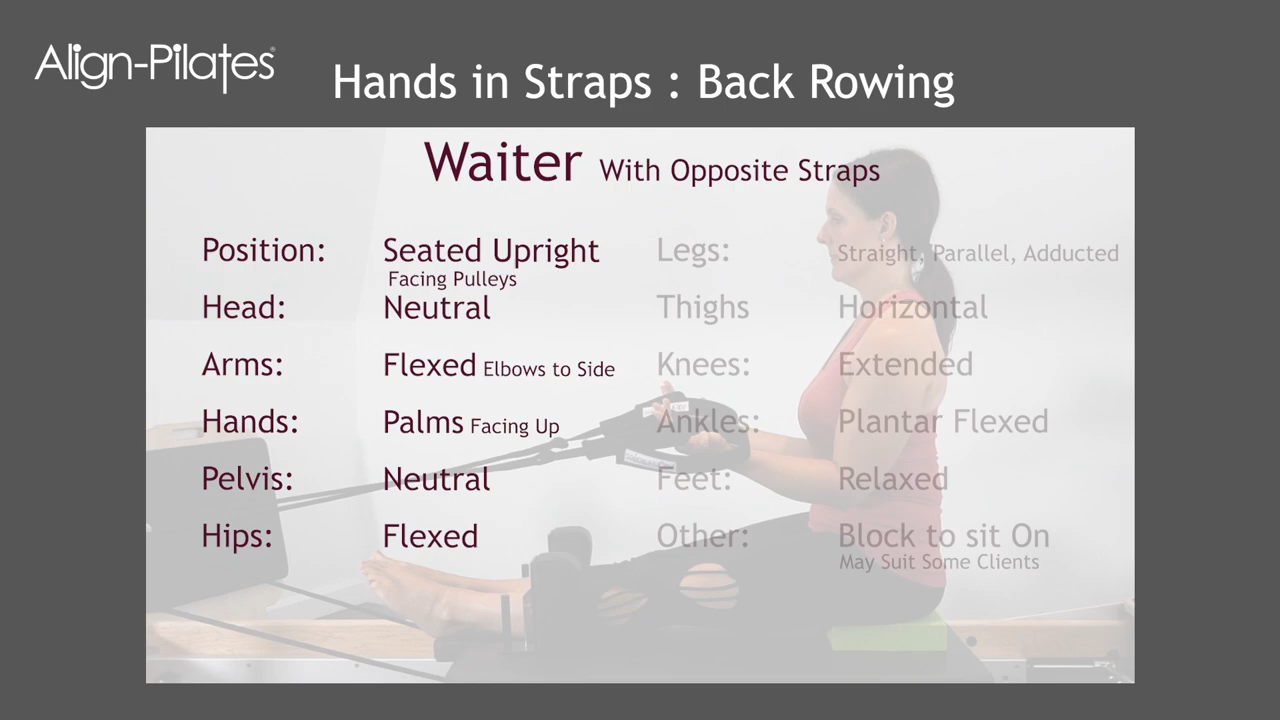 Align-Pilates
Hands in Straps : Back Rowing
Waiter With Opposite Straps
Position: Seated Upright
Facing Pulleys
Head: Neutral
Arms: Flexed Elbows to Side
Hands: Palms Facing Up
Pelvis: Neutral
Hips: Flexed
Legs: Straight, Parallel, Adducted
Thighs Horizontal
Knees: Extended
Ankles: Plantar Flexed
Feet: Relaxed
Other: Block to sit On
May Suit Some Clients